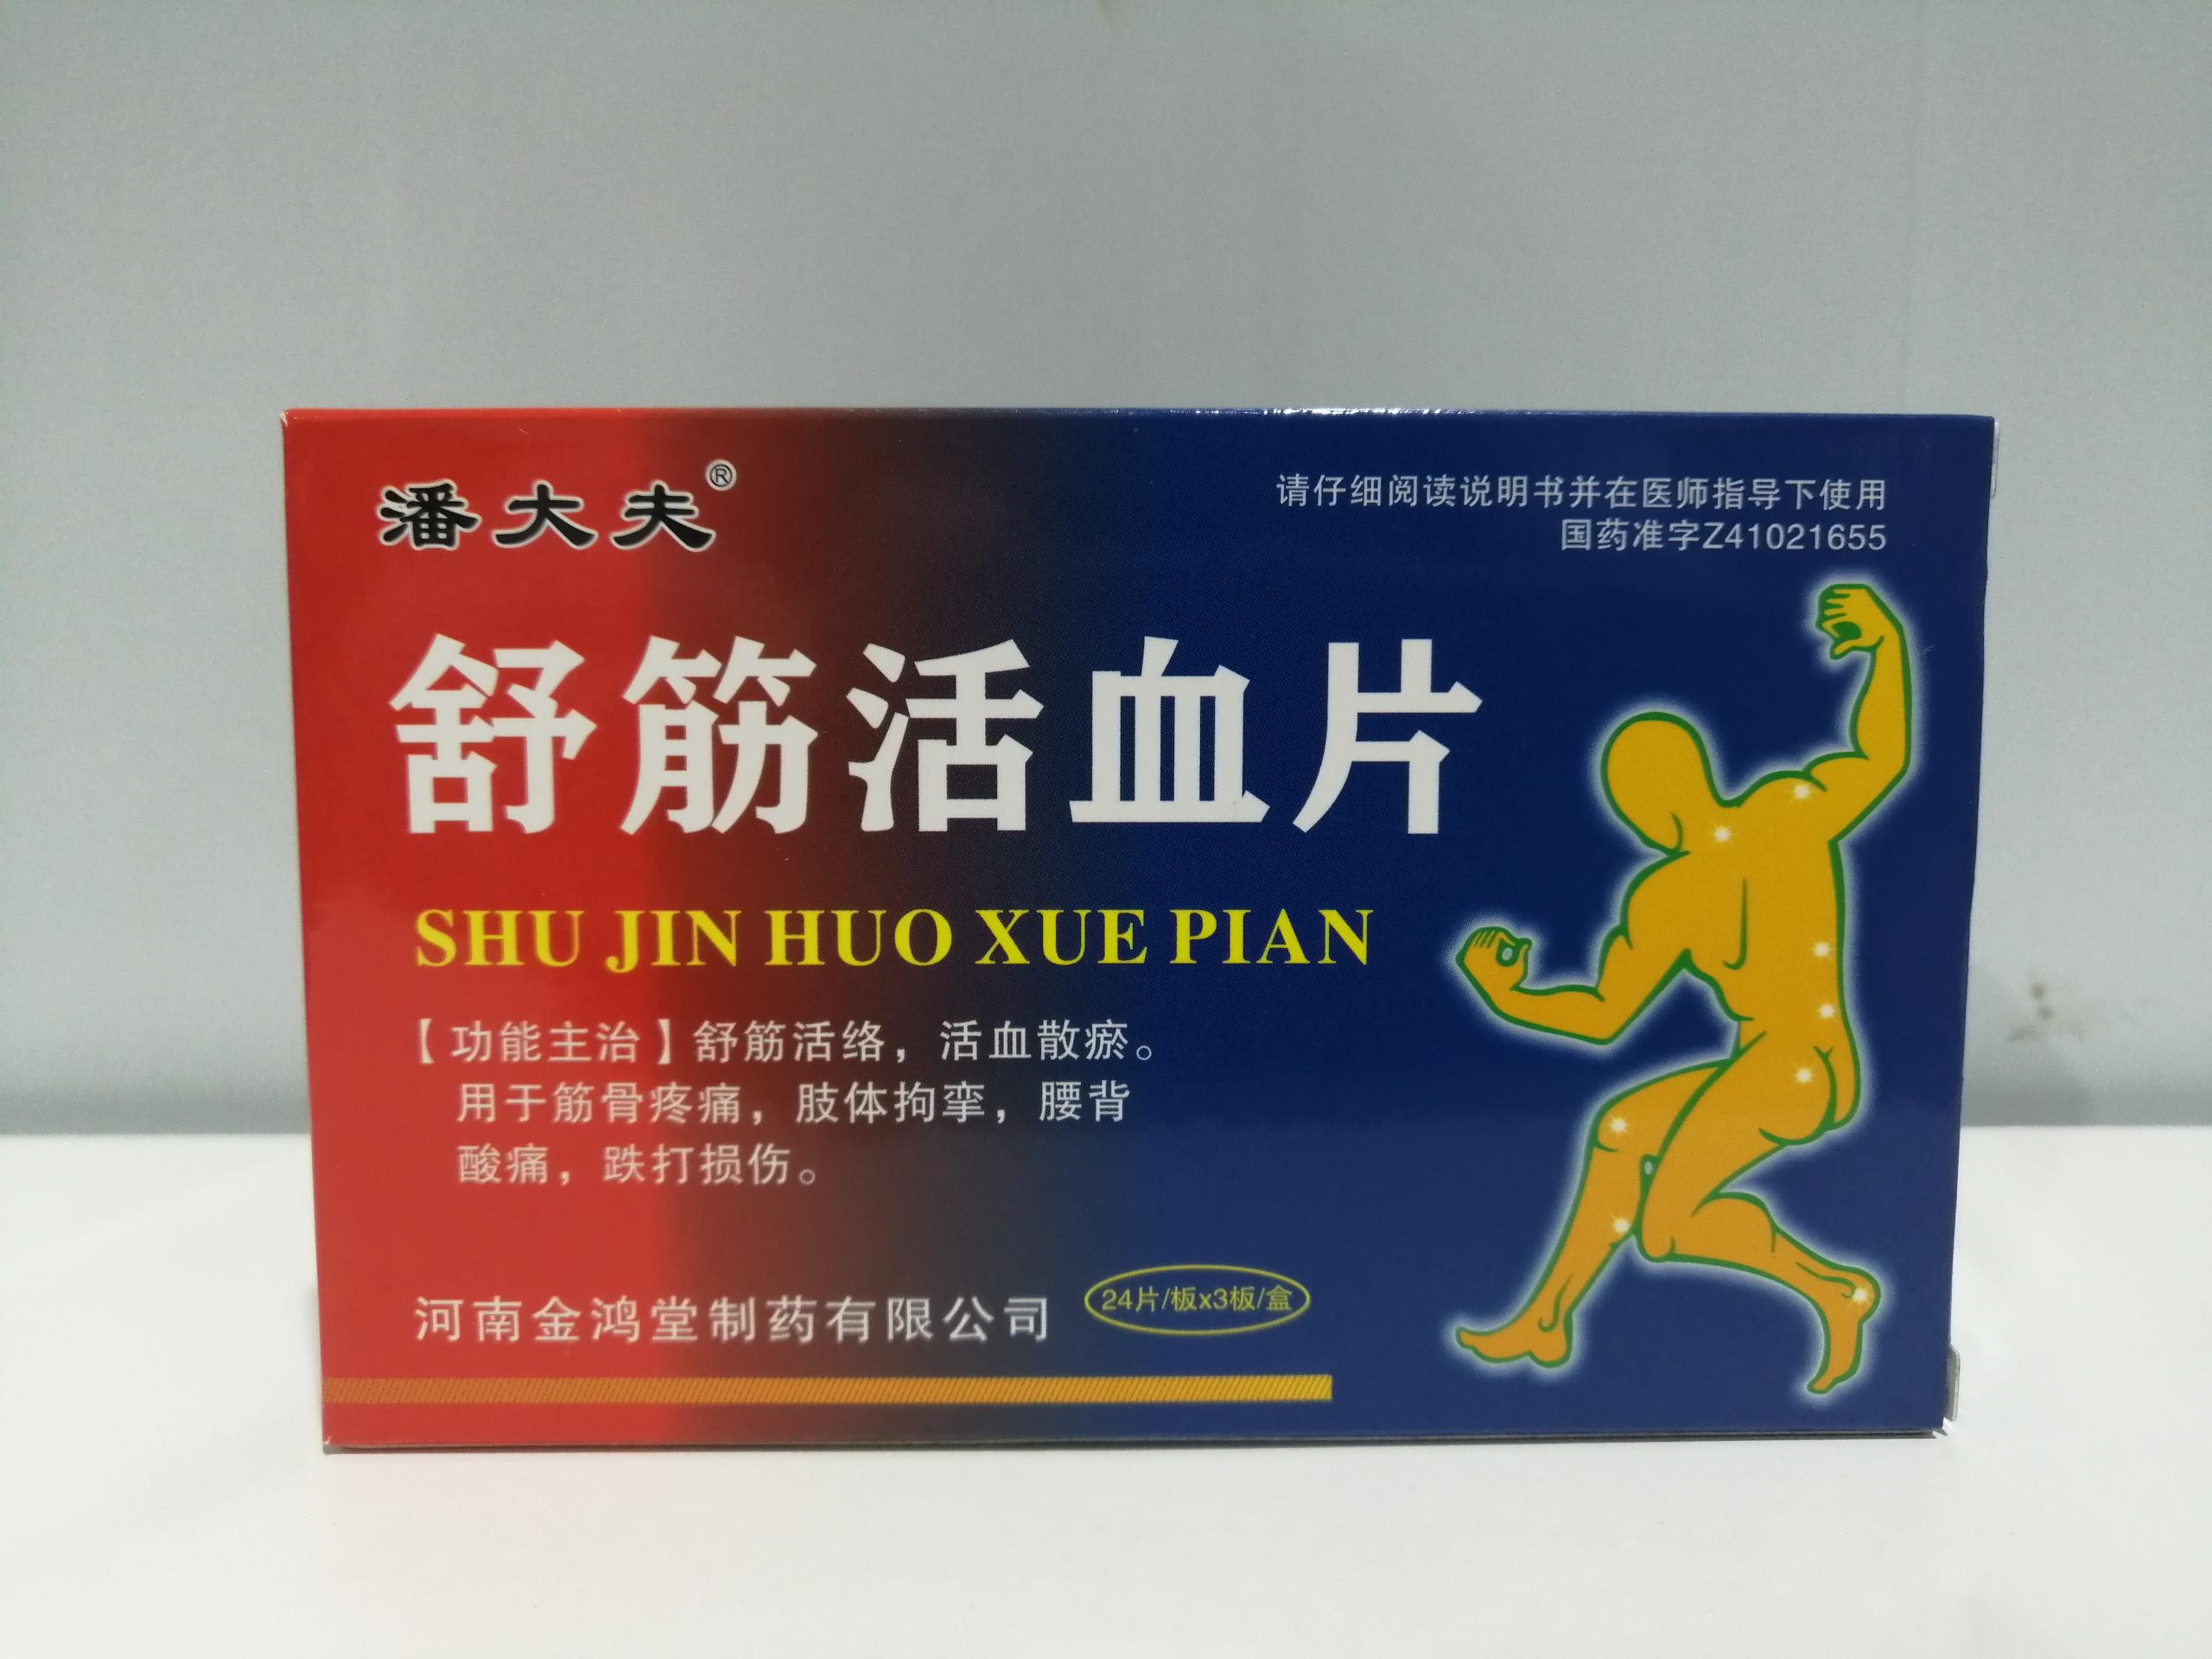 潘大夫®
请仔细阅读说明书并在医师指导下使用
国药准字Z41021655
舒筋活血片
SHU JIN HUO XUE PIAN
【功能主治】舒筋活络，活血散瘀。
用于筋骨疼痛，肢体拘挛，腰背
酸痛，跌打损伤。
河南金鸿堂制药有限公司
24片/板x3板/盒